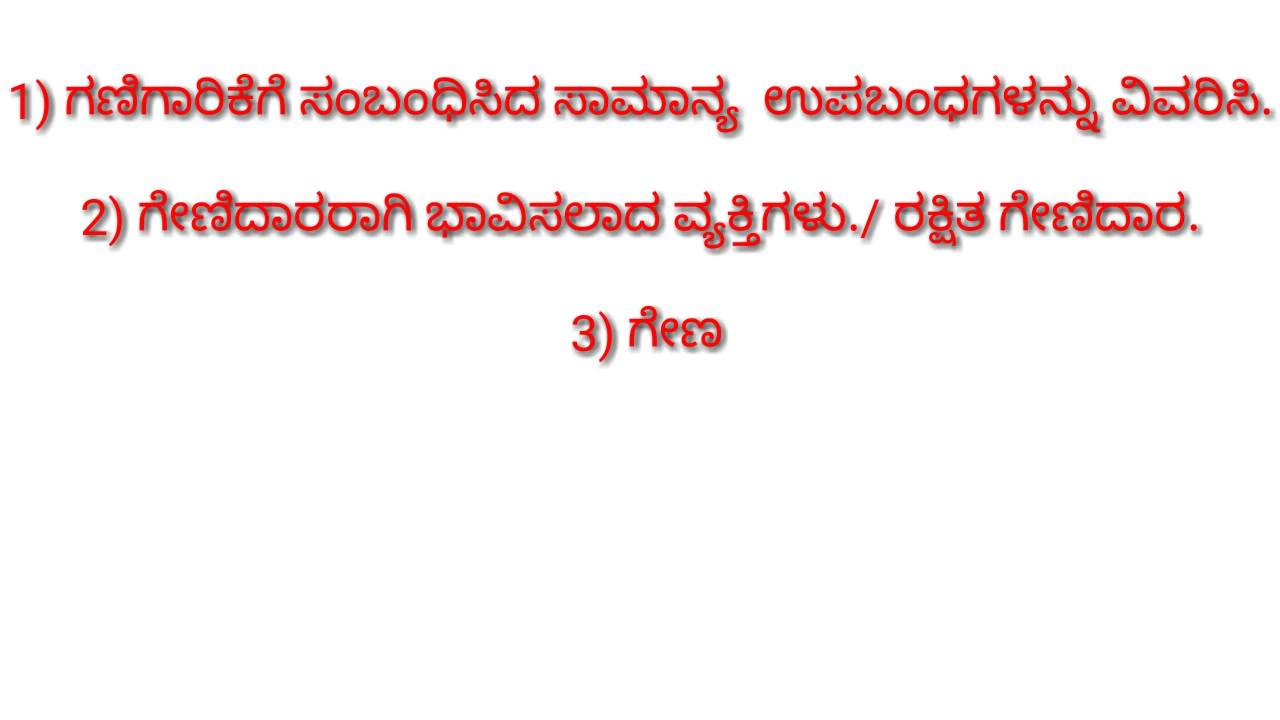 1) ಗಣಿಗಾರಿಕೆಗೆ ಸಂಬಂಧಿಸಿದ ಸಾಮಾನ್ಯ ಉಪಬಂಧಗಳನ್ನು ವಿವರಿಸಿ.
2) ಗೇಣಿದಾರರಾಗಿ ಭಾವಿಸಲಾದ ವ್ಯಕ್ತಿಗಳು./ ರಕ್ಷಿತ ಗೇಣಿದಾರ.
3) ಗೇಣ